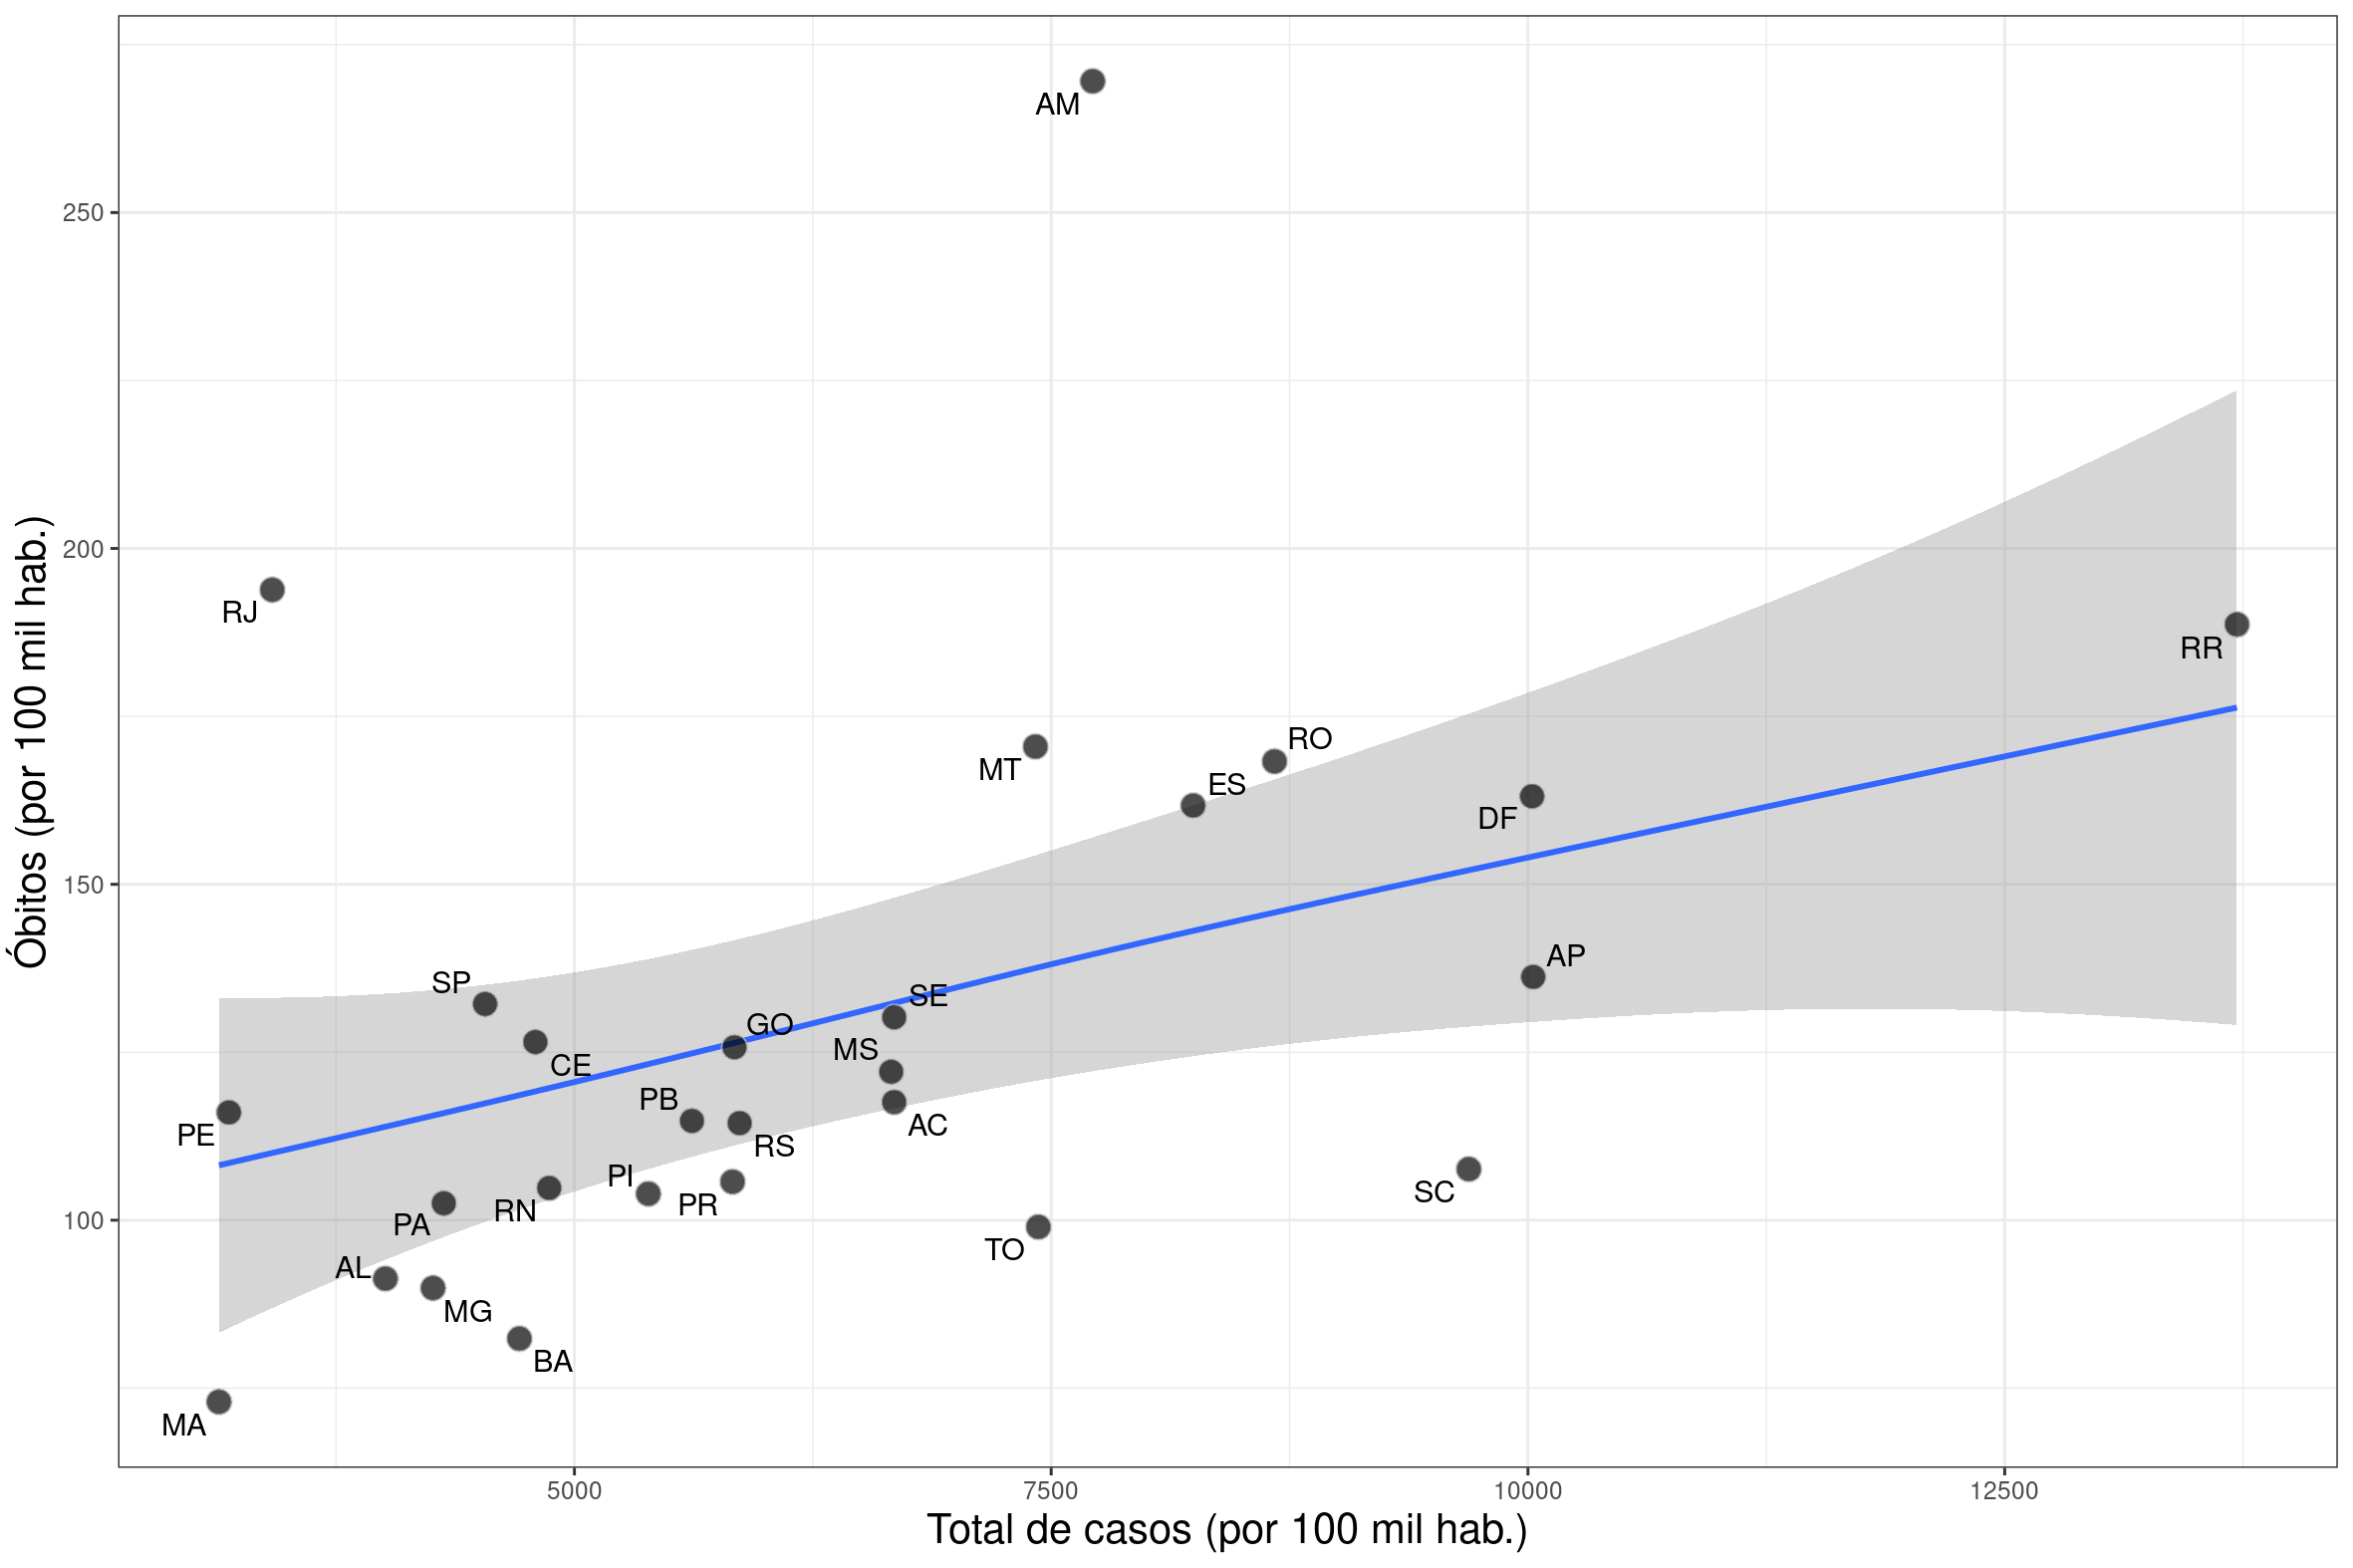 AM
250
200
RJ
RR
RO
MT
ES
DF
150
AP
SP
SE
GO
CE
MS
PB
PE
AC
RS
PI
PR
RN
PA
SC
100
TO
AL
MG
BA
MA
5000 7500 10000 12500
Total de casos (por 100 mil hab.)
Óbitos (por 100 mil hab.)